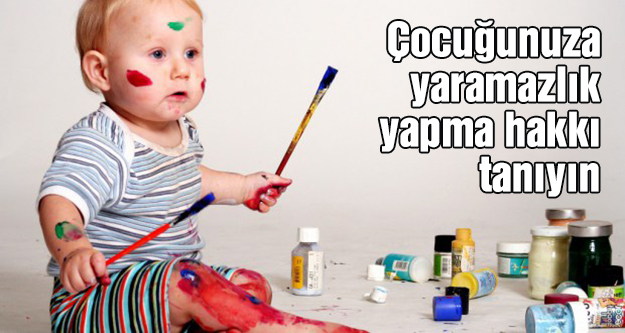 Çocuğunuza
yaramazlık
yapma hakkı
tanıyın